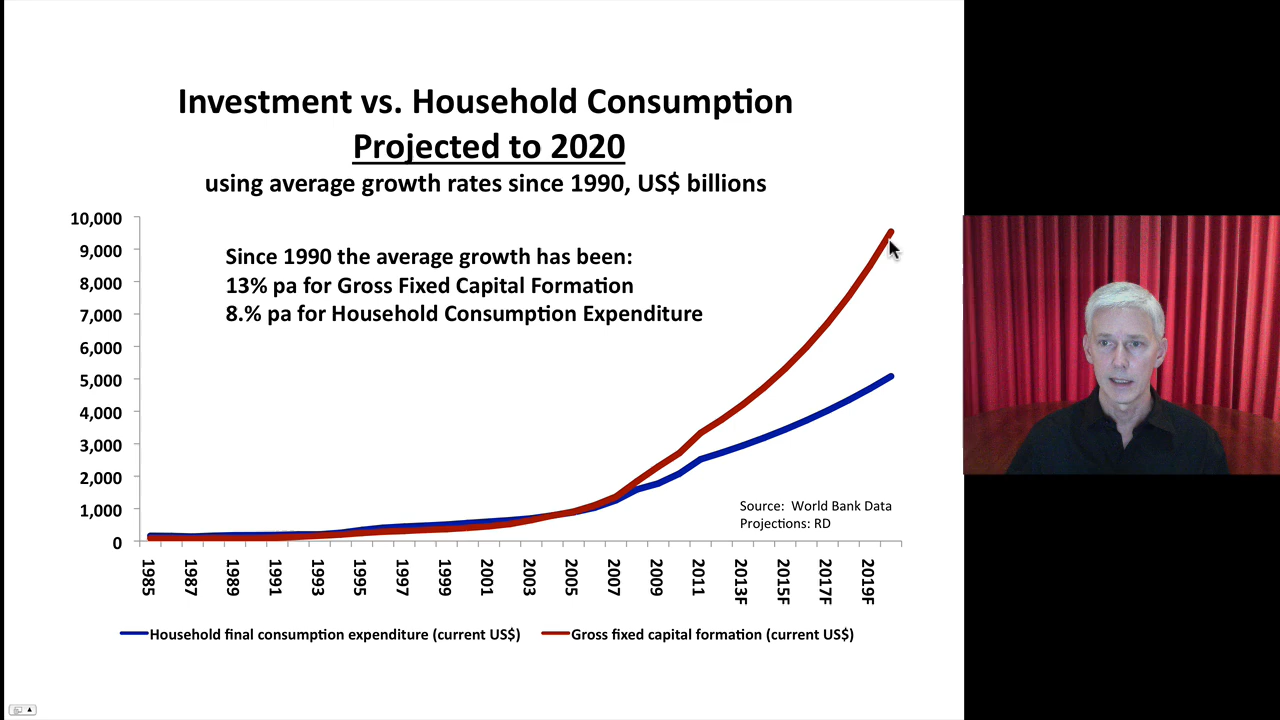 Investment vs. Household Consumption
Projected to 2020
using average growth rates since 1990, US$ billions
10,000
9,000
8,000
7,000
6,000
5,000
4,000
3,000
2,000
1,000
0
Since 1990 the average growth has been:
13% pa for Gross Fixed Capital Formation
8.% pa for Household Consumption Expenditure
Source: World Bank Data
Projections: RD
1985
1987
1989
1991
1993
1995
1997
1999
2001
2003
2005
2007
2009
2011
2013F
2015F
2017F
2019F
Household final consumption expenditure (current US$)
Gross fixed capital formation (current US$)